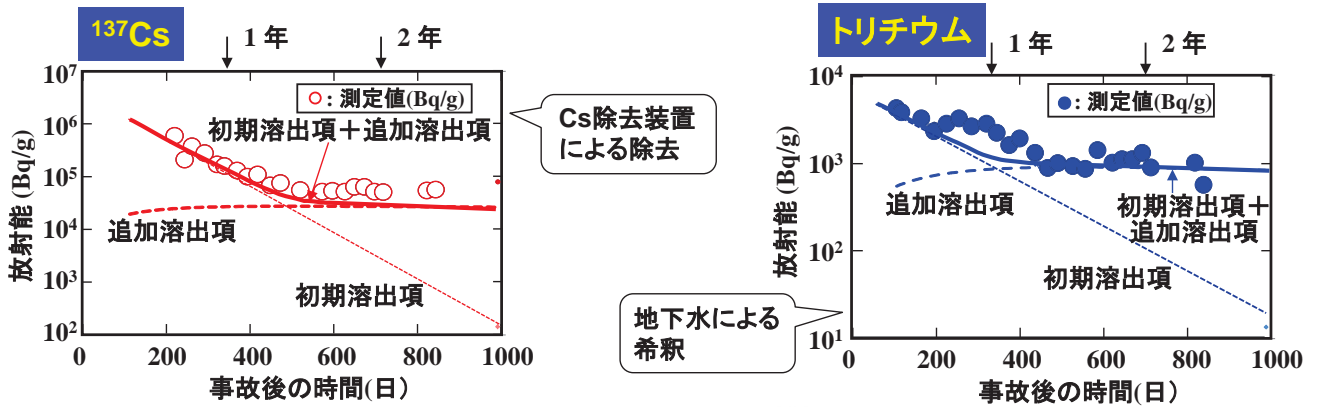 ¹³⁷Cs
1 年
2 年
10⁷
10⁶
10⁵
10⁴
10³
10²
放射能 (Bq/g)
○: 測定値(Bq/g)
初期溶出項＋追加溶出項
追加溶出項
初期溶出項
0
200
400
600
800
1000
事故後の時間(日)
Cs除去装置
による除去
トリチウム
1 年
2 年
10⁴
10³
10²
10¹
放射能 (Bq/g)
●: 測定値(Bq/g)
追加溶出項
初期溶出項＋
追加溶出項
初期溶出項
0
200
400
600
800
1000
事故後の時間(日)
地下水による
希釈